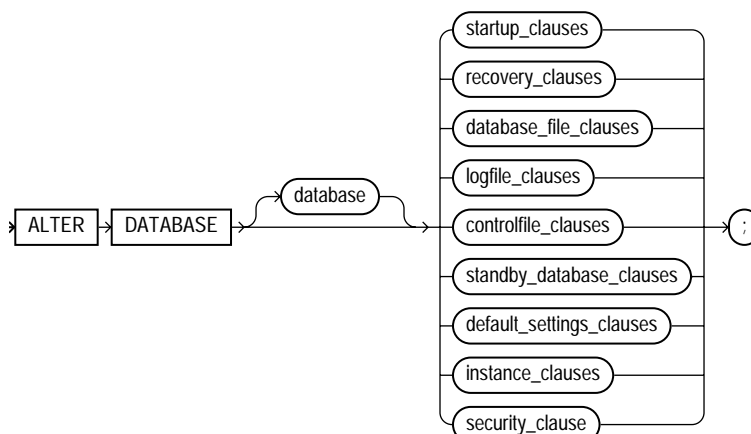 startup_clauses
recovery_clauses
database_file_clauses
logfile_clauses
ALTER DATABASE database controlfile_clauses ;
standby_database_clauses
default_settings_clauses
instance_clauses
security_clause